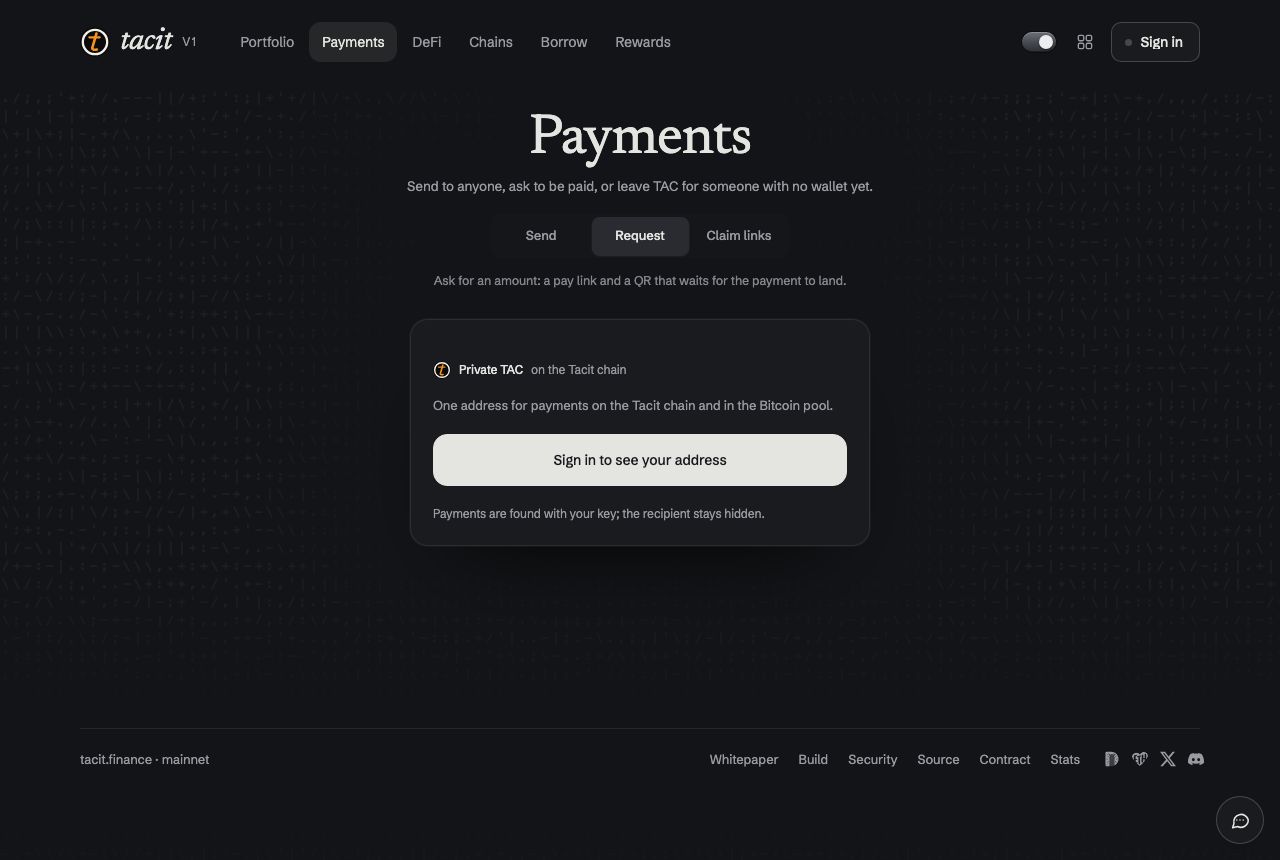 tacit V1
Portfolio
Payments
DeFi
Chains
Borrow
Rewards
Sign in
Payments
Send to anyone, ask to be paid, or leave TAC for someone with no wallet yet.
Send
Request
Claim links
Ask for an amount: a pay link and a QR that waits for the payment to land.
Private TAC on the Tacit chain
One address for payments on the Tacit chain and in the Bitcoin pool.
Sign in to see your address
Payments are found with your key; the recipient stays hidden.
tacit.finance · mainnet
Whitepaper
Build
Security
Source
Contract
Stats